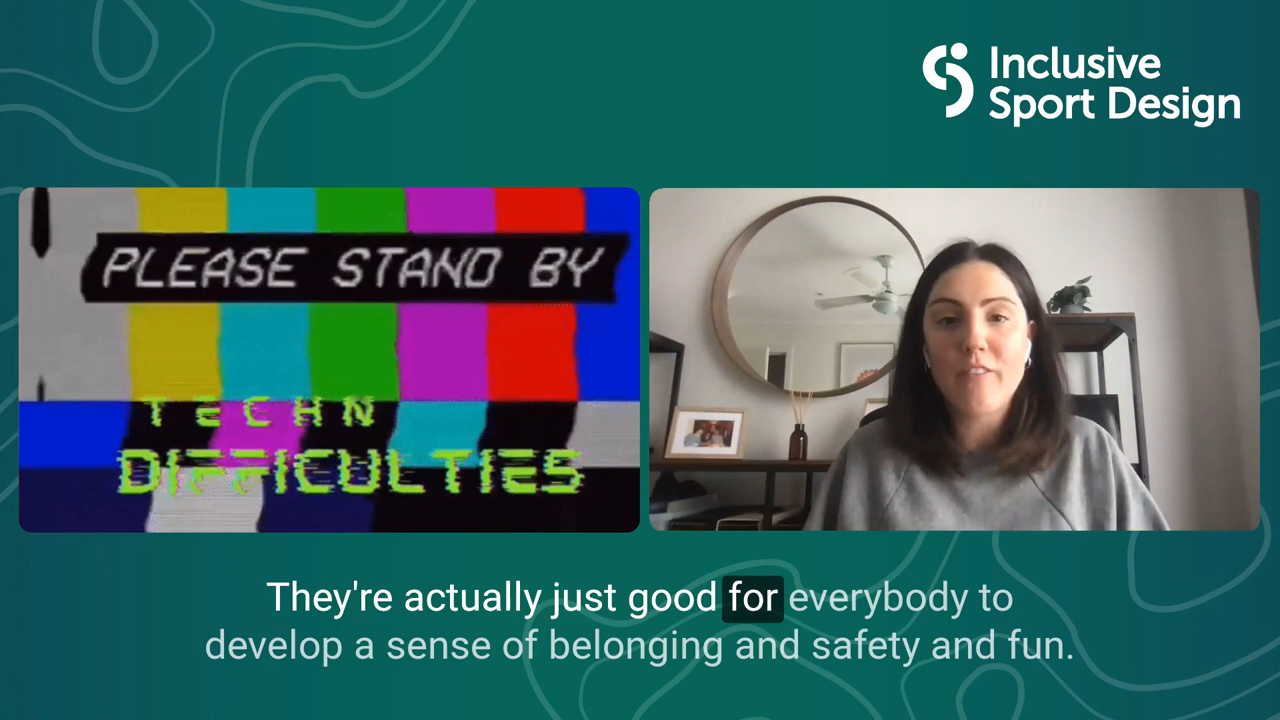 Inclusive
Sport Design
PLEASE STAND BY
TECHN
DIFFICULTIES
They're actually just good for everybody to
develop a sense of belonging and safety and fun.